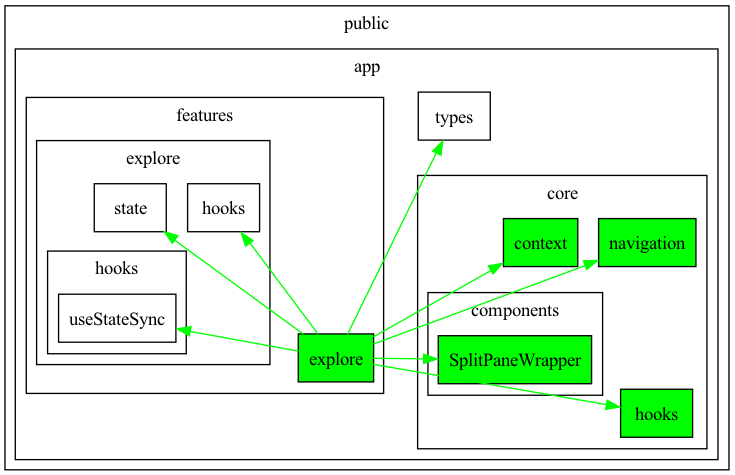 public
app
features
types
explore
core
state
hooks
context
navigation
hooks
components
useStateSync
explore
SplitPaneWrapper
hooks